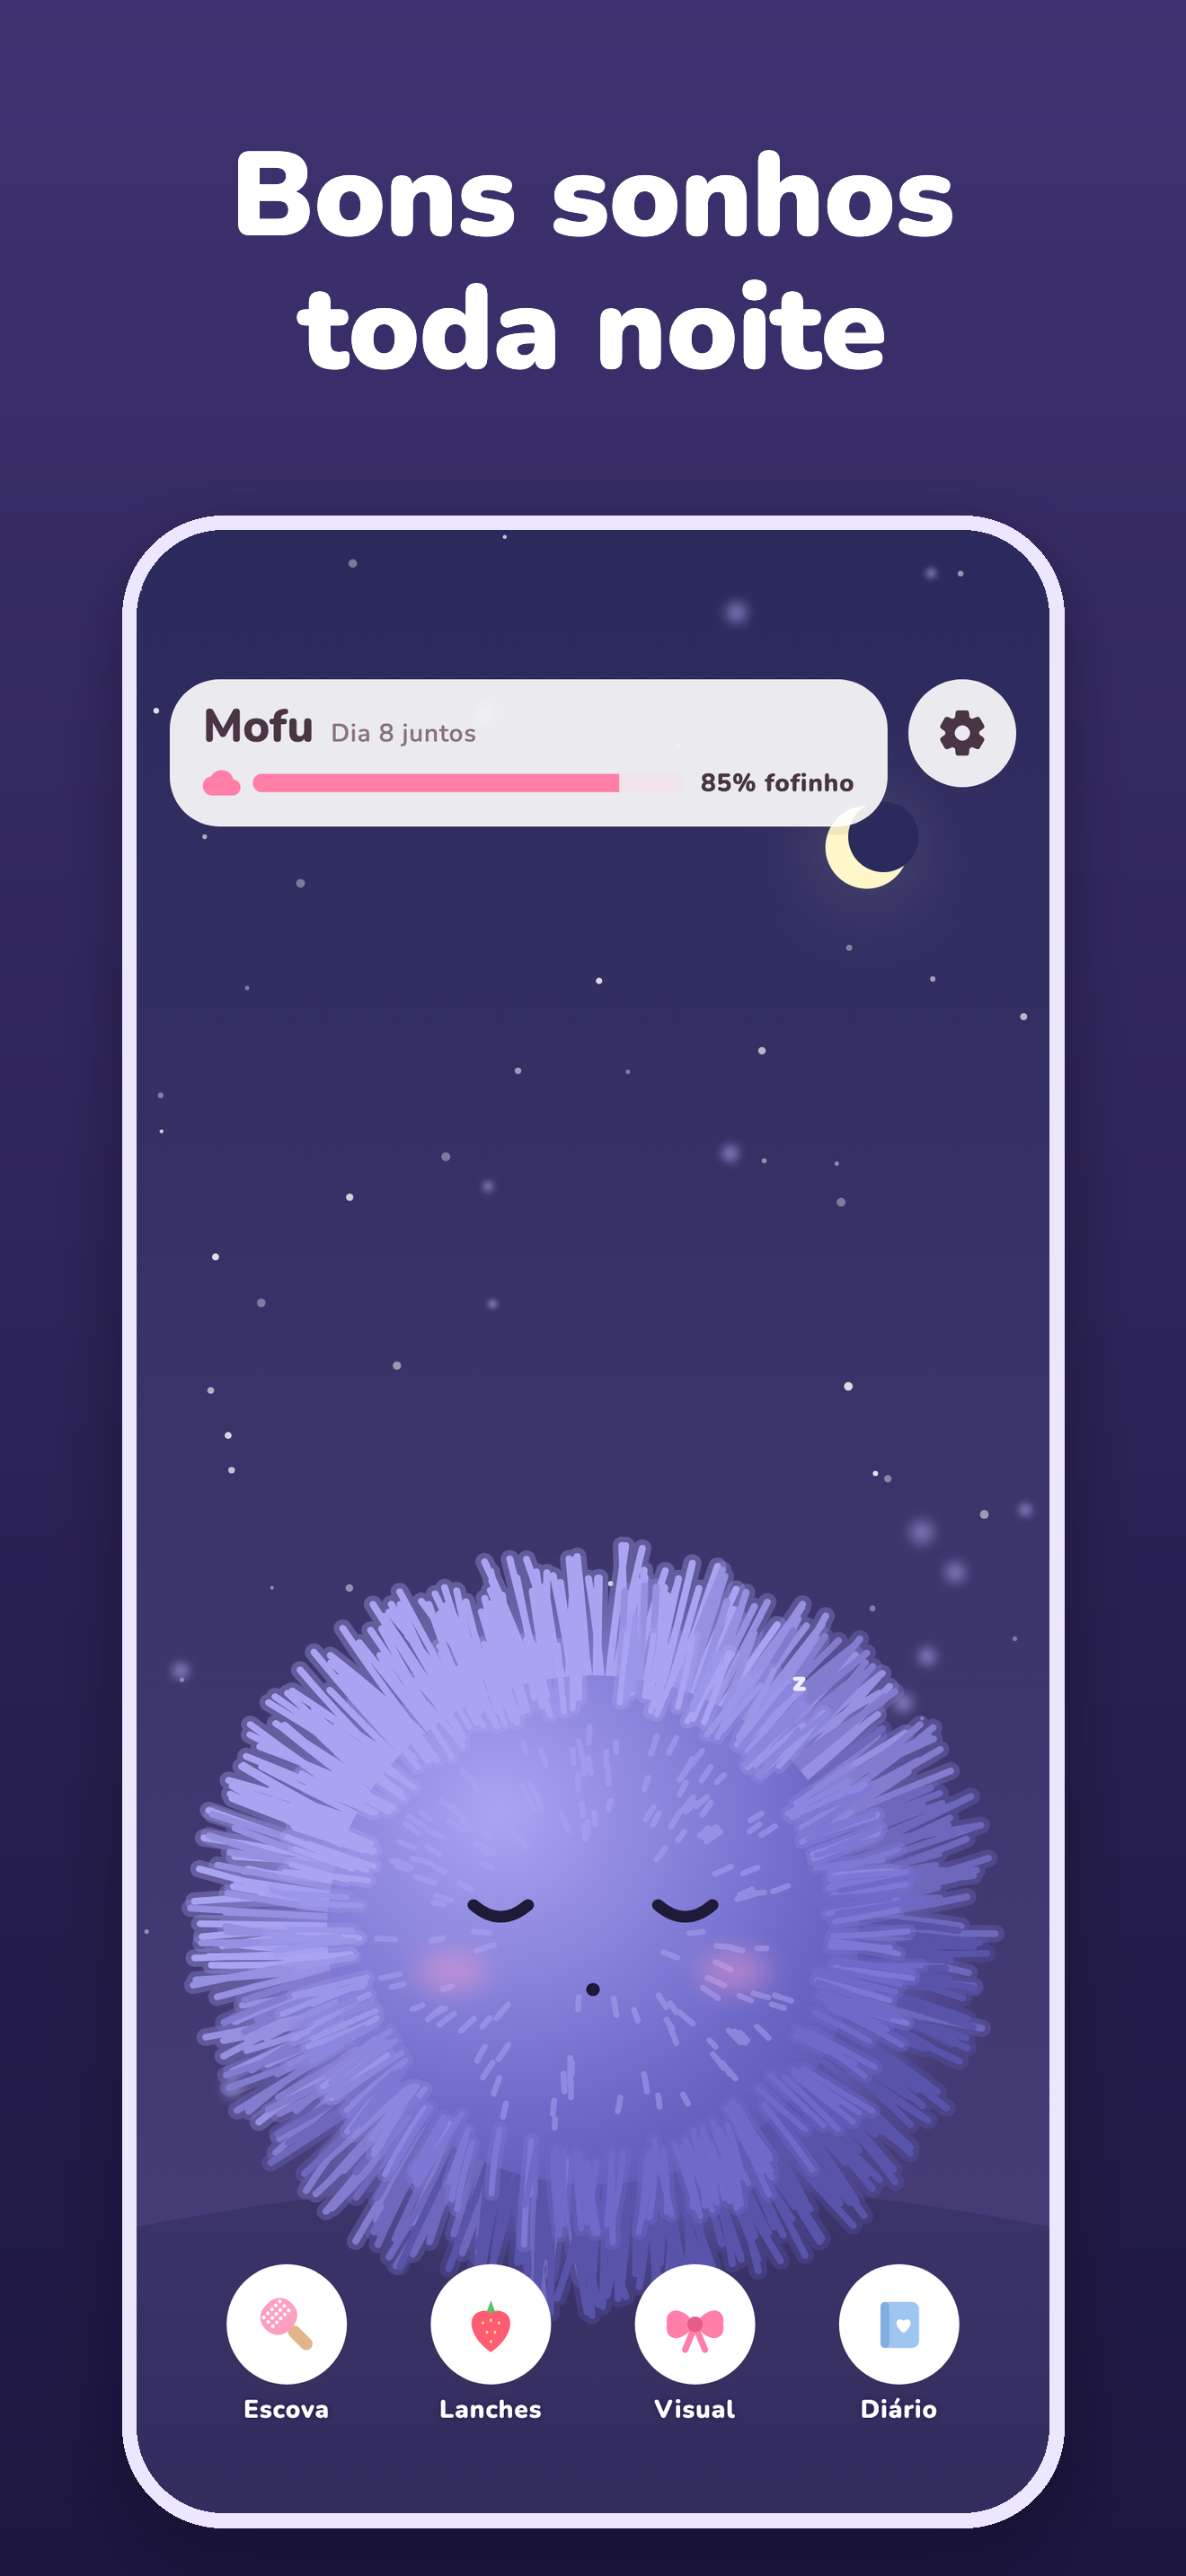 Bons sonhos
toda noite
Mofu Dia 8 juntos
85% fofinho
z
Escova Lanches Visual Diário